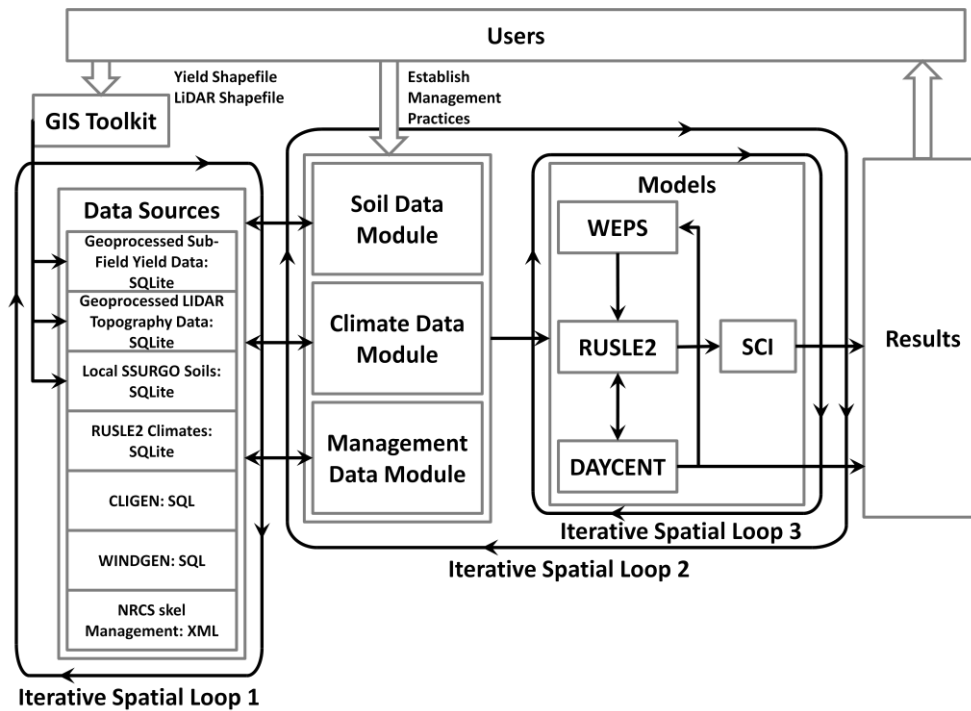 Users
Yield Shapefile
LiDAR Shapefile
Establish
Management
Practices
GIS Toolkit
Data Sources
Geoprocessed Sub-
Field Yield Data:
SQLite
Geoprocessed LIDAR
Topography Data:
SQLite
Local SSURGO Soils:
SQLite
RUSLE2 Climates:
SQLite
CLIGEN: SQL
WINDGEN: SQL
NRCS skel
Management: XML
Iterative Spatial Loop 1
Soil Data
Module
Climate Data
Module
Management
Data Module
Models
WEPS
RUSLE2
SCI
DAYCENT
Iterative Spatial Loop 3
Iterative Spatial Loop 2
Results